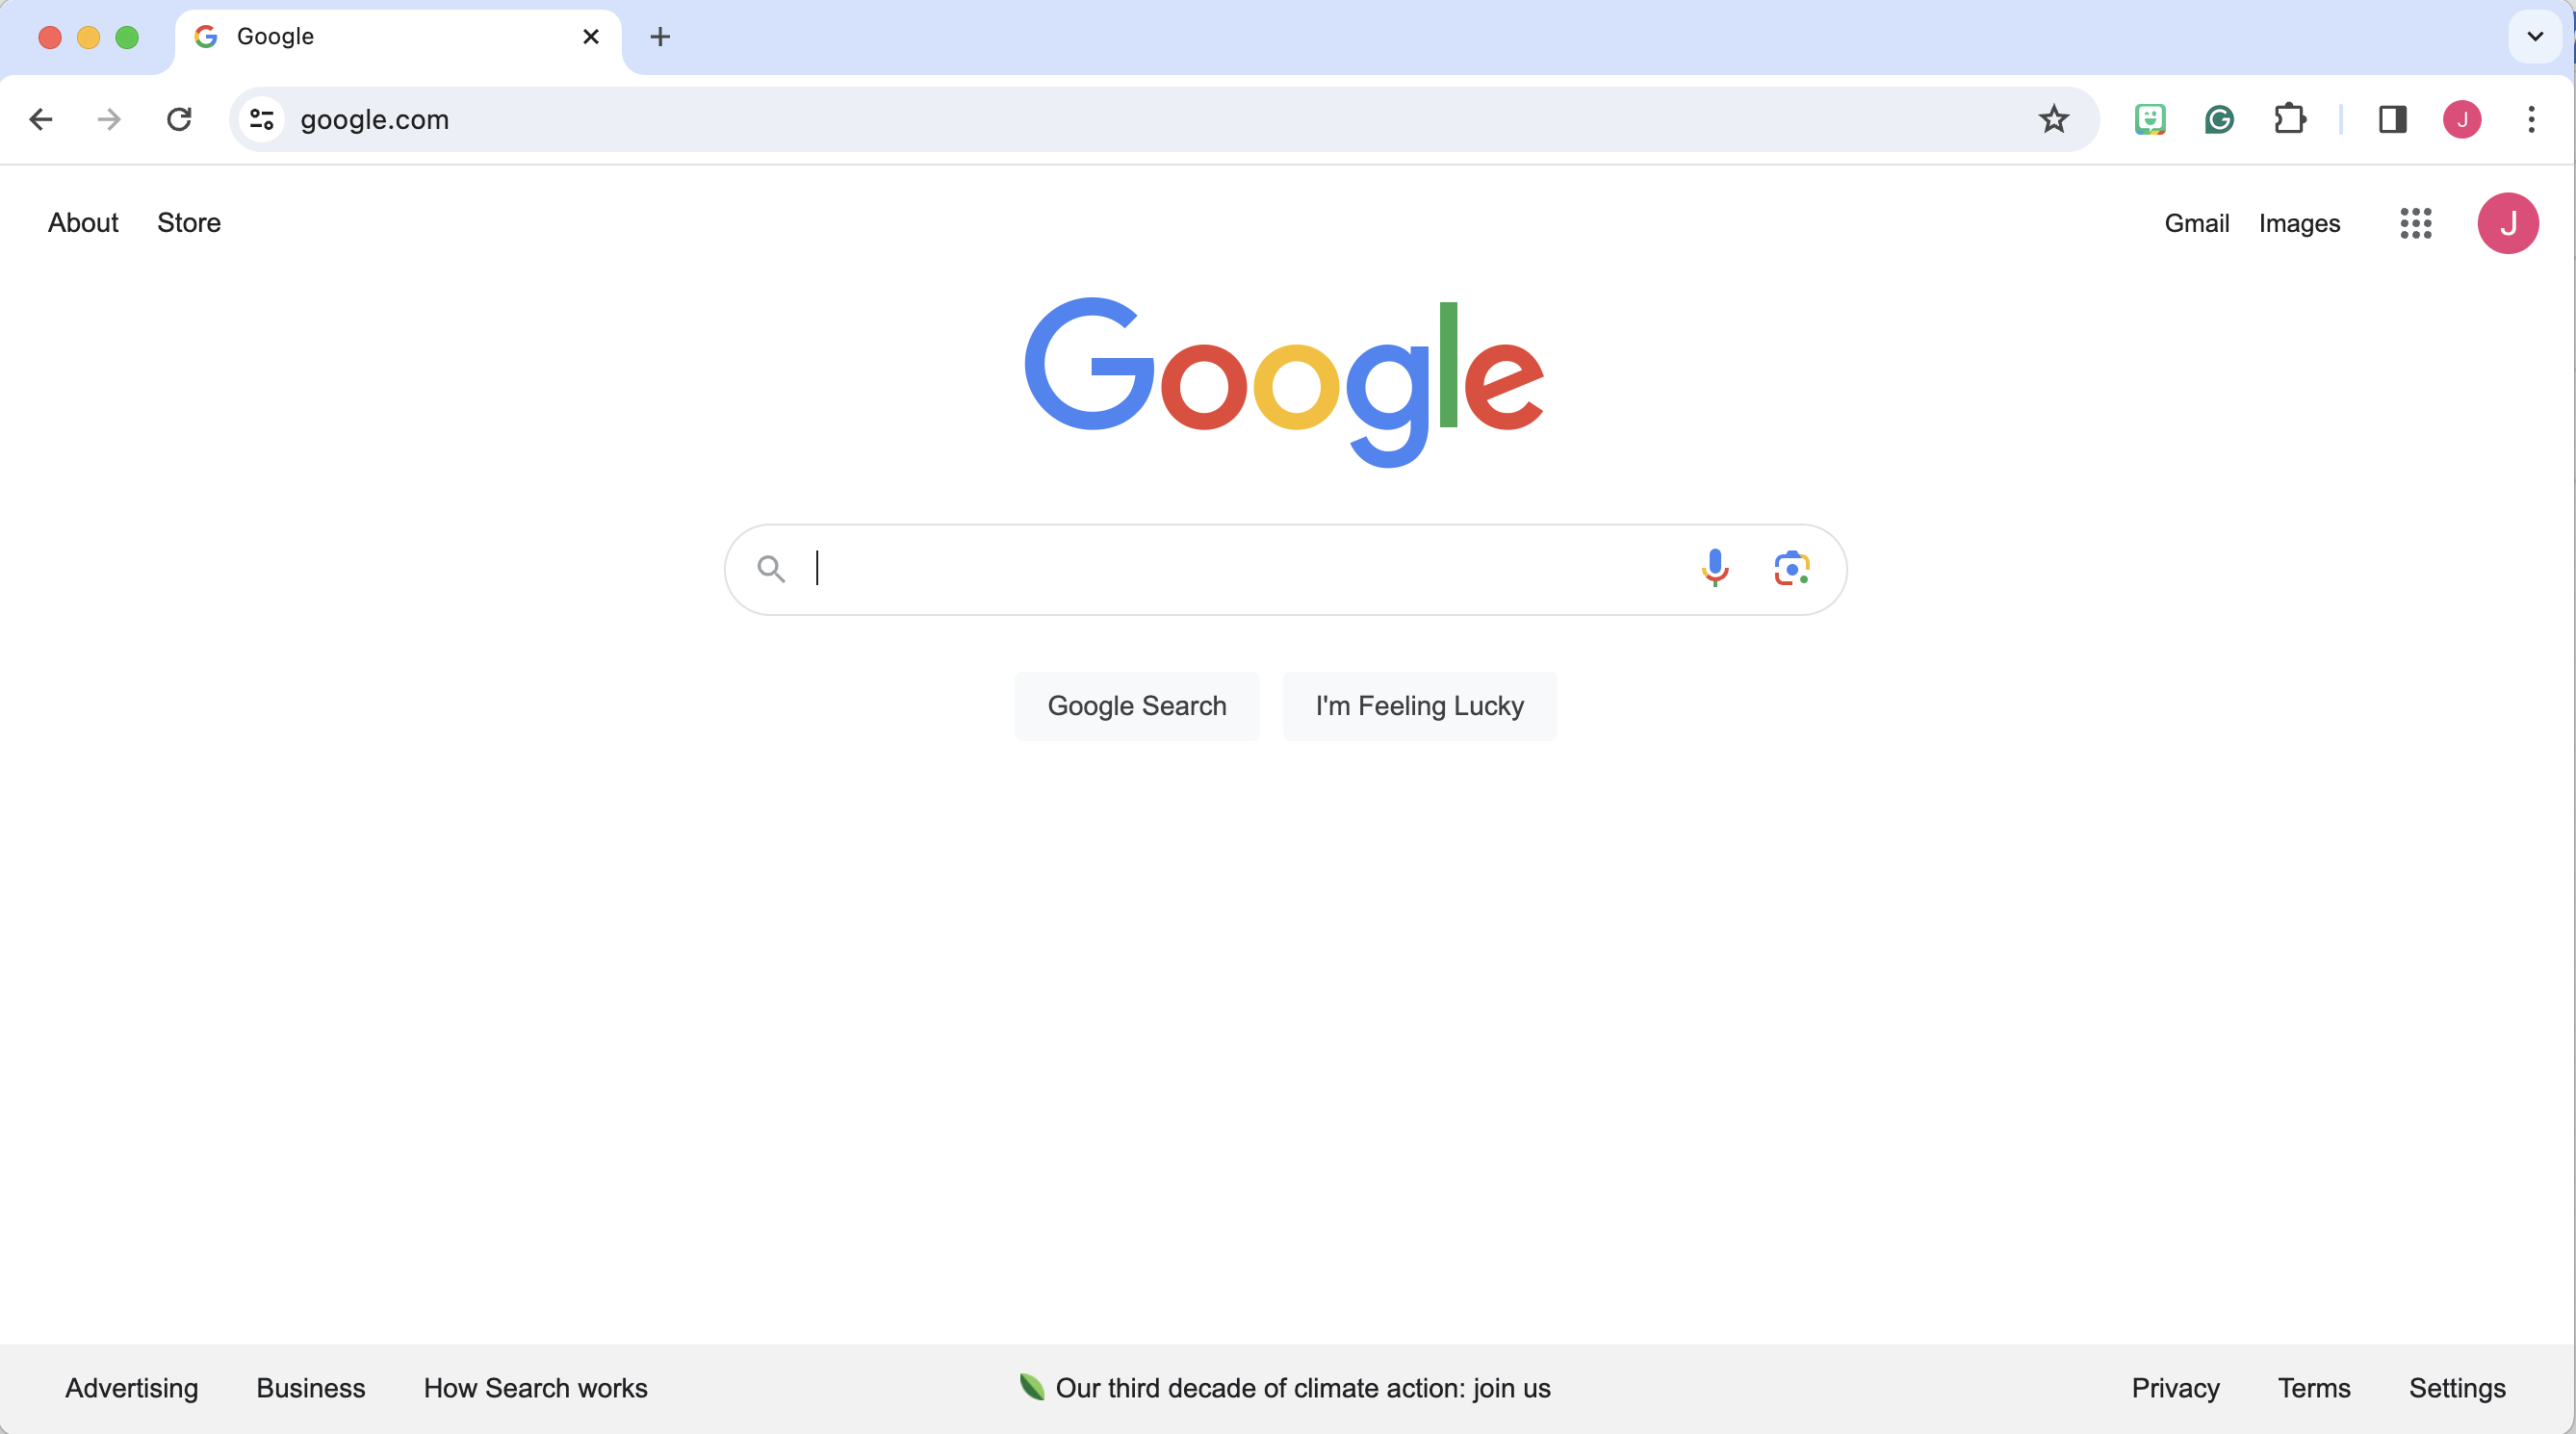 Google
google.com
J
About Store
Gmail Images
J
Google
Google Search I'm Feeling Lucky
Advertising Business How Search works
Our third decade of climate action: join us
Privacy Terms Settings